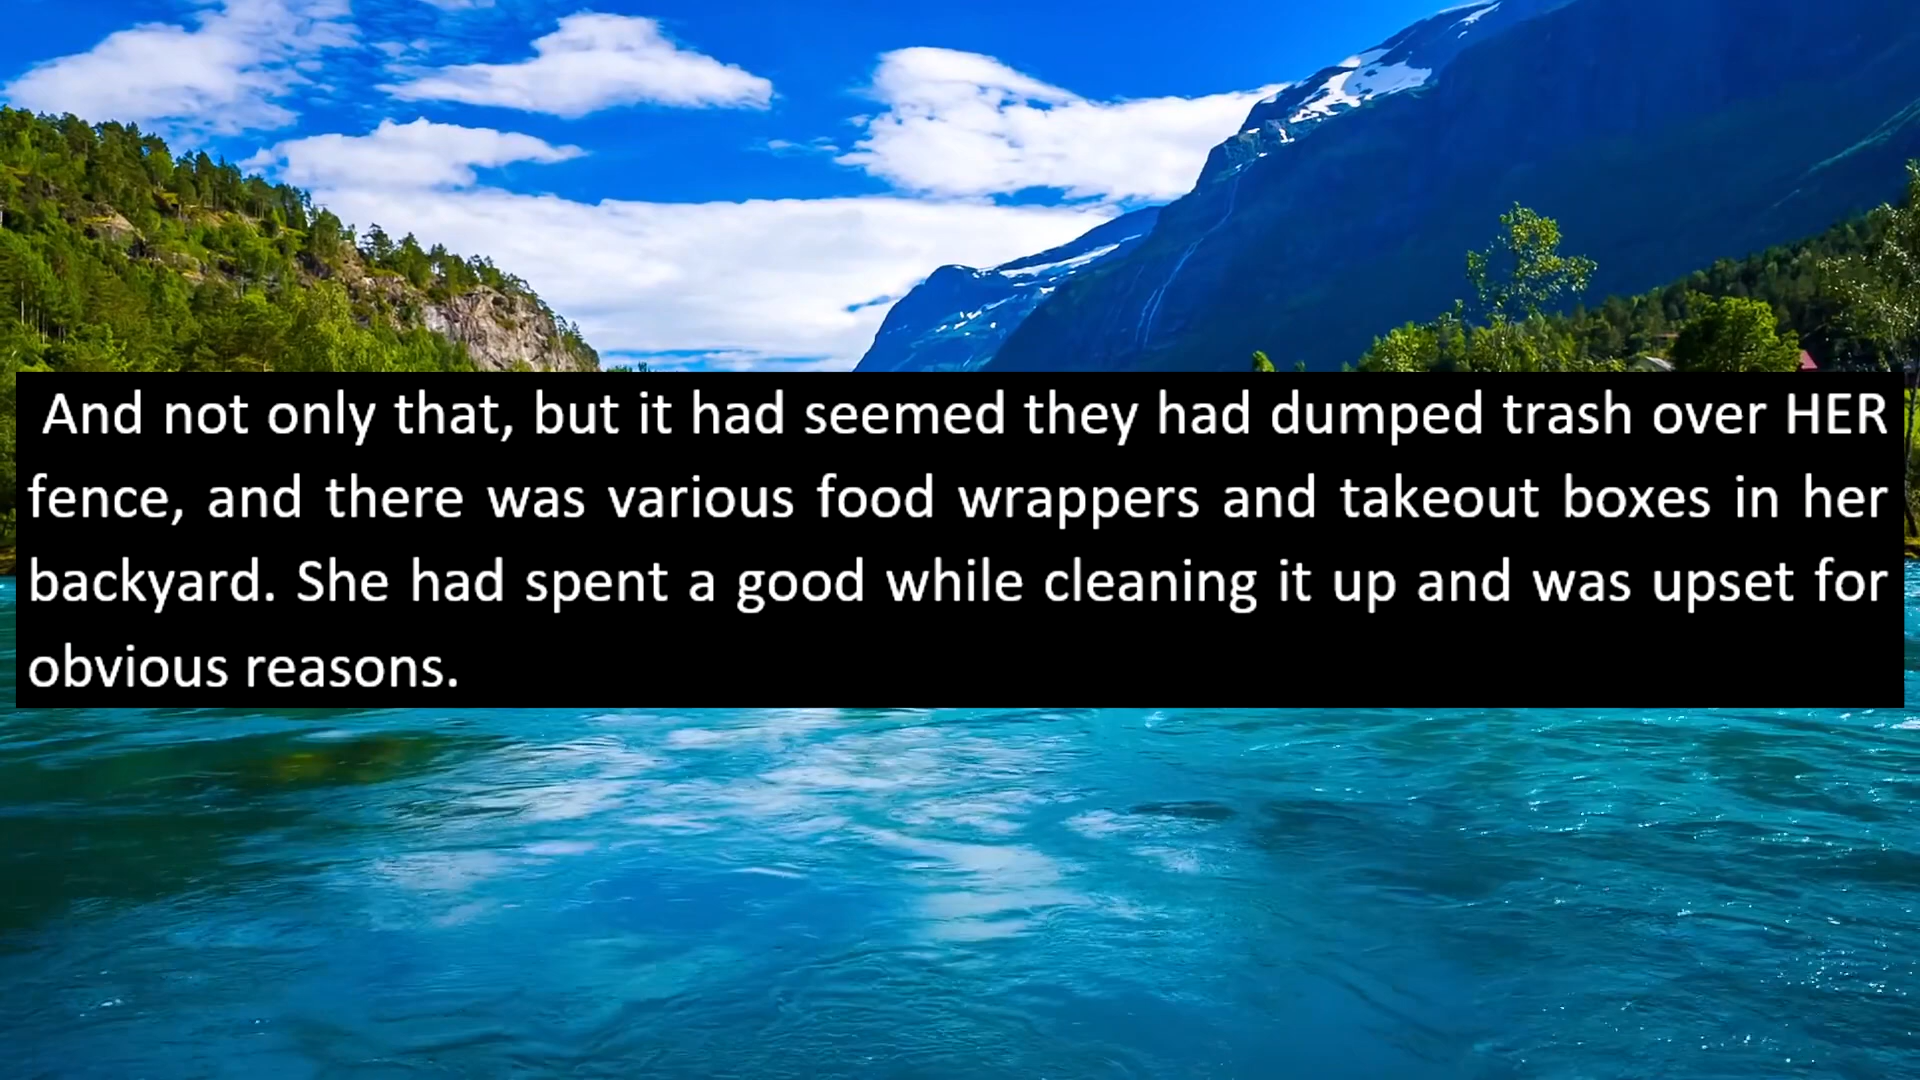 And not only that, but it had seemed they had dumped trash over HER
fence, and there was various food wrappers and takeout boxes in her
backyard. She had spent a good while cleaning it up and was upset for
obvious reasons.